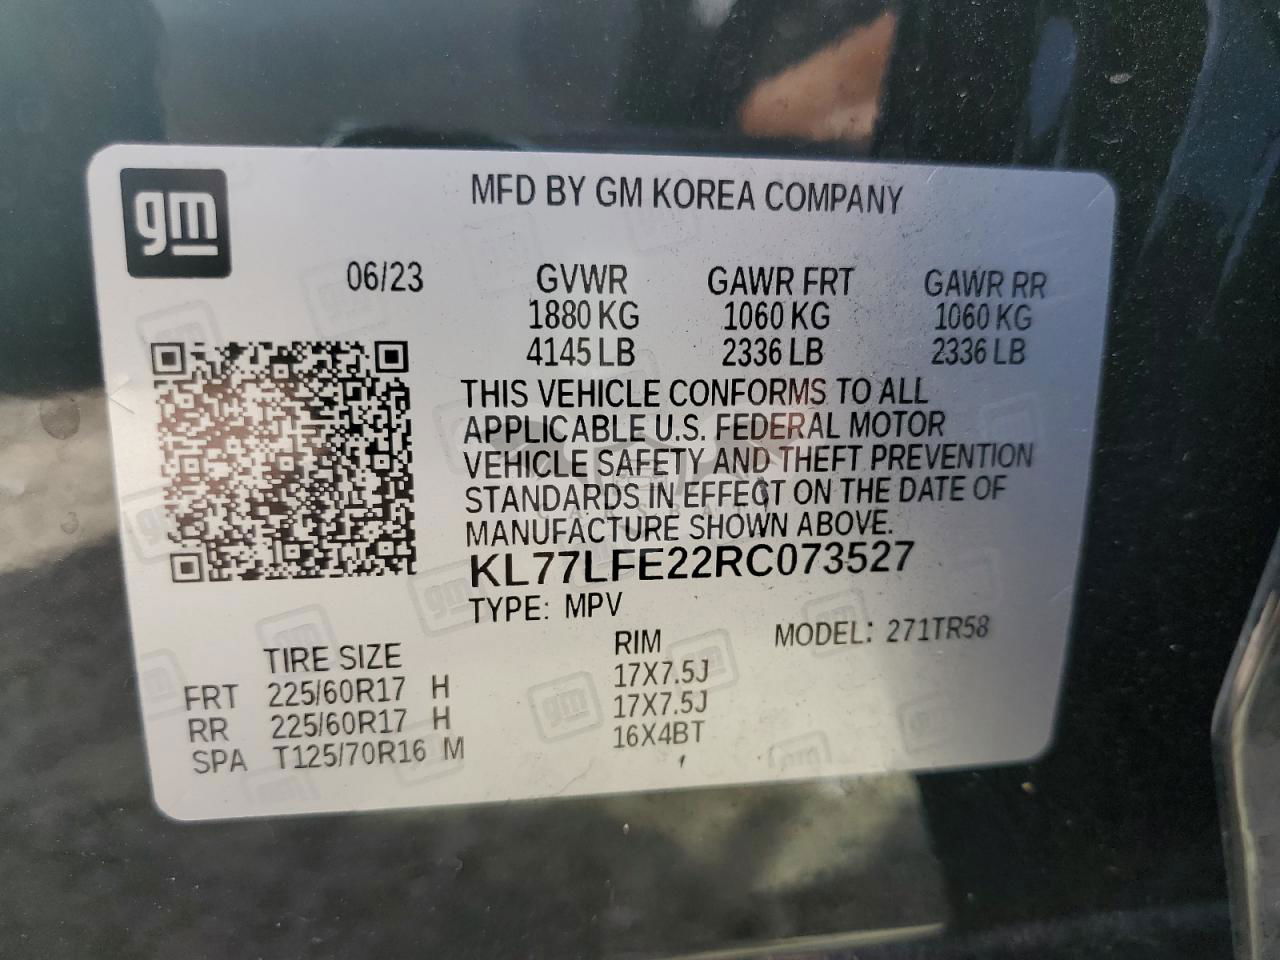 gm
MFD BY GM KOREA COMPANY
06/23 GVWR GAWR FRT GAWR RR
1880 KG 1060 KG 1060 KG
4145 LB 2336 LB 2336 LB
THIS VEHICLE CONFORMS TO ALL
APPLICABLE U.S. FEDERAL MOTOR
VEHICLE SAFETY AND THEFT PREVENTION
STANDARDS IN EFFECT ON THE DATE OF
MANUFACTURE SHOWN ABOVE.
KL77LFE22RC073527
TYPE: MPV
TIRE SIZE RIM MODEL: 271TR58
FRT 225/60R17 H 17X7.5J
RR 225/60R17 H 17X7.5J
SPA T125/70R16 M 16X4BT